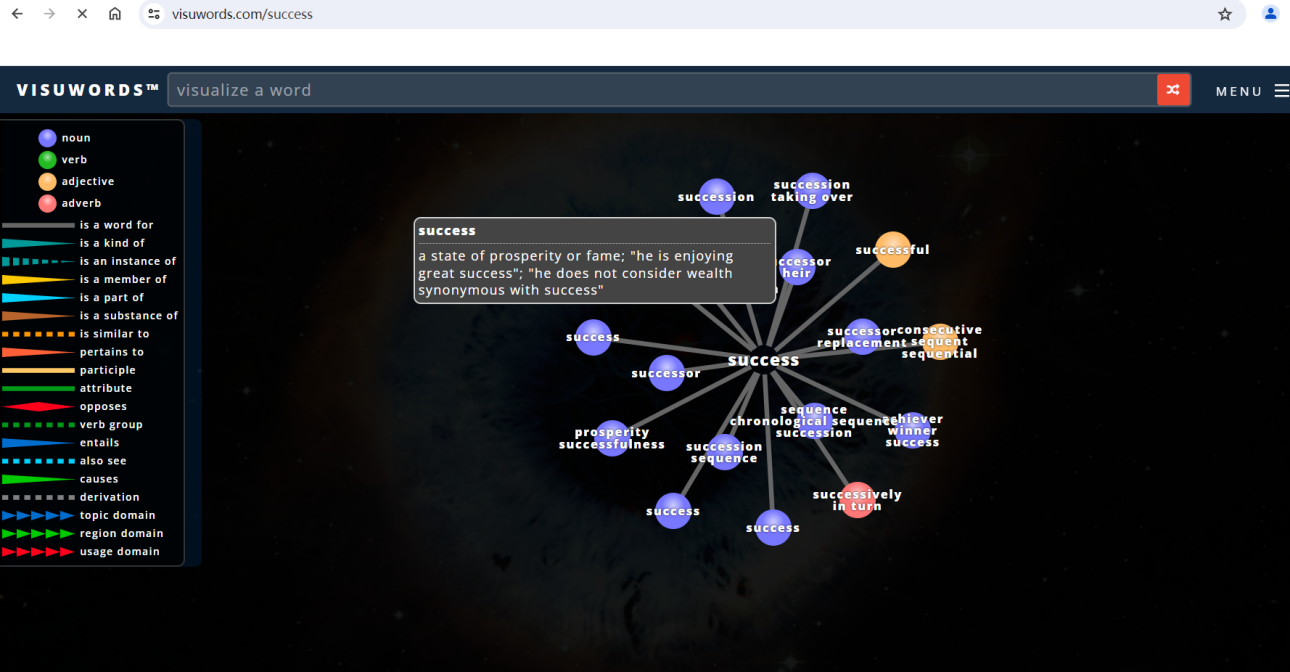 visuwords.com/success
VISUWORDS™
visualize a word
MENU
noun
verb
adjective
adverb
is a word for
is a kind of
is an instance of
is a member of
is a part of
is a substance of
is similar to
pertains to
participle
attribute
opposes
verb group
entails
also see
causes
derivation
topic domain
region domain
usage domain
succession
succession
taking over
success
a state of prosperity or fame; "he is enjoying
great success"; "he does not consider wealth
synonymous with success"
successful
heir
success
successor
replacement
consecutive
sequent
sequential
success
successor
sequence
chronological sequence
succession
achiever
winner
success
prosperity
successfulness
succession
sequence
successively
in turn
success
success